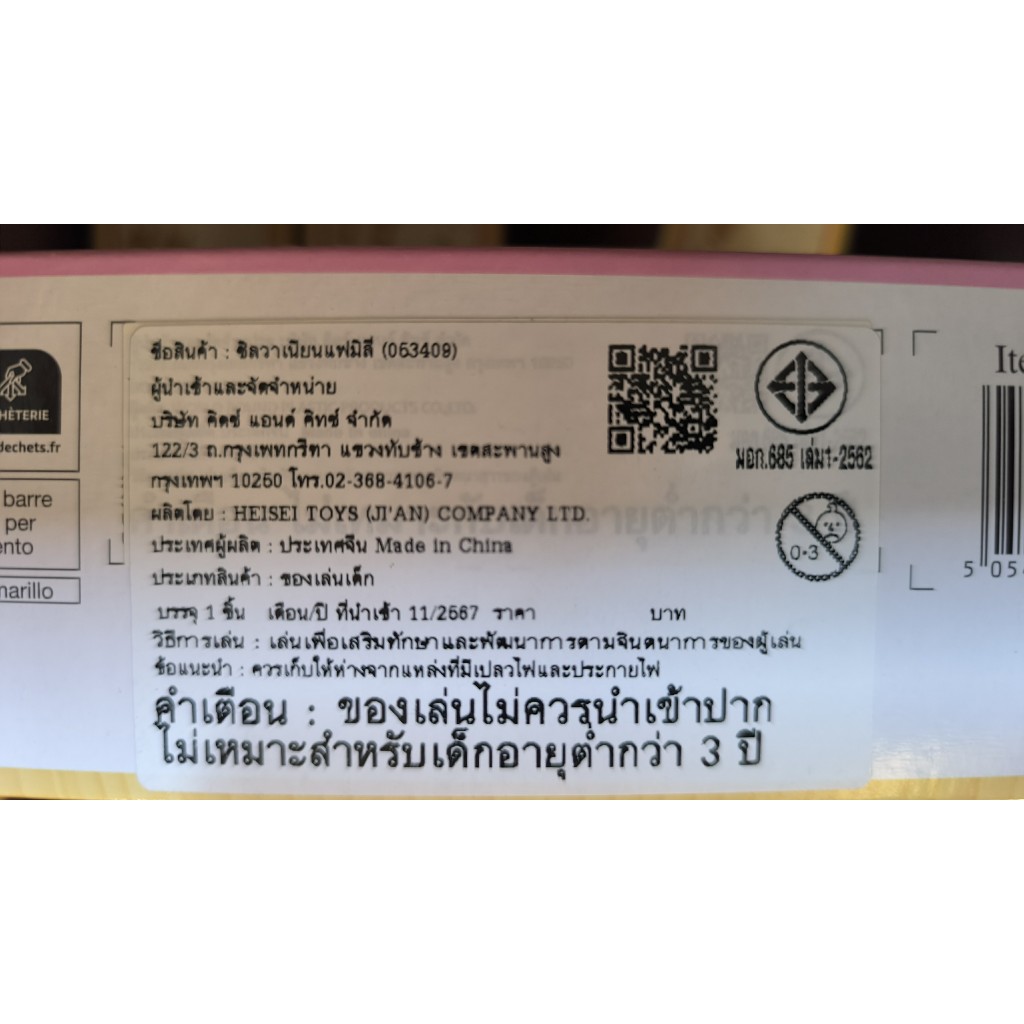 ชื่อสินค้า : ซิลวาเนียนแฟมิลี่ (053409)
ผู้นำเข้าและจัดจำหน่าย
บริษัท คิดซ์ แอนด์ คิทซ์ จำกัด
122/3 ถ.กรุงเทพกรีฑา แขวงทับช้าง เขตสะพานสูง
กรุงเทพฯ 10250 โทร.02-368-4106-7
ผลิตโดย : HEISEI TOYS (JI'AN) COMPANY LTD.
ประเทศผู้ผลิต : ประเทศจีน Made in China
ประเภทสินค้า : ของเล่นเด็ก
บรรจุ 1 ชิ้น เดือน/ปี ที่นำเข้า 11/2567 ราคา บาท
วิธีการเล่น : เล่นเพื่อเสริมทักษาและพัฒนาการตามจินตนาการของผู้เล่น
ข้อแนะนำ : ควรเก็บให้ห่างจากแหล่งที่มีเปลวไฟและประกายไฟ
คำเตือน : ของเล่นไม่ควรนำเข้าปาก
ไม่เหมาะสำหรับเด็กอายุต่ำกว่า 3 ปี
มอก.685 เล่ม1-2562
0-3
HÈTERIE
dechets.fr
barre
per
ento
marillo
Ite
5 054